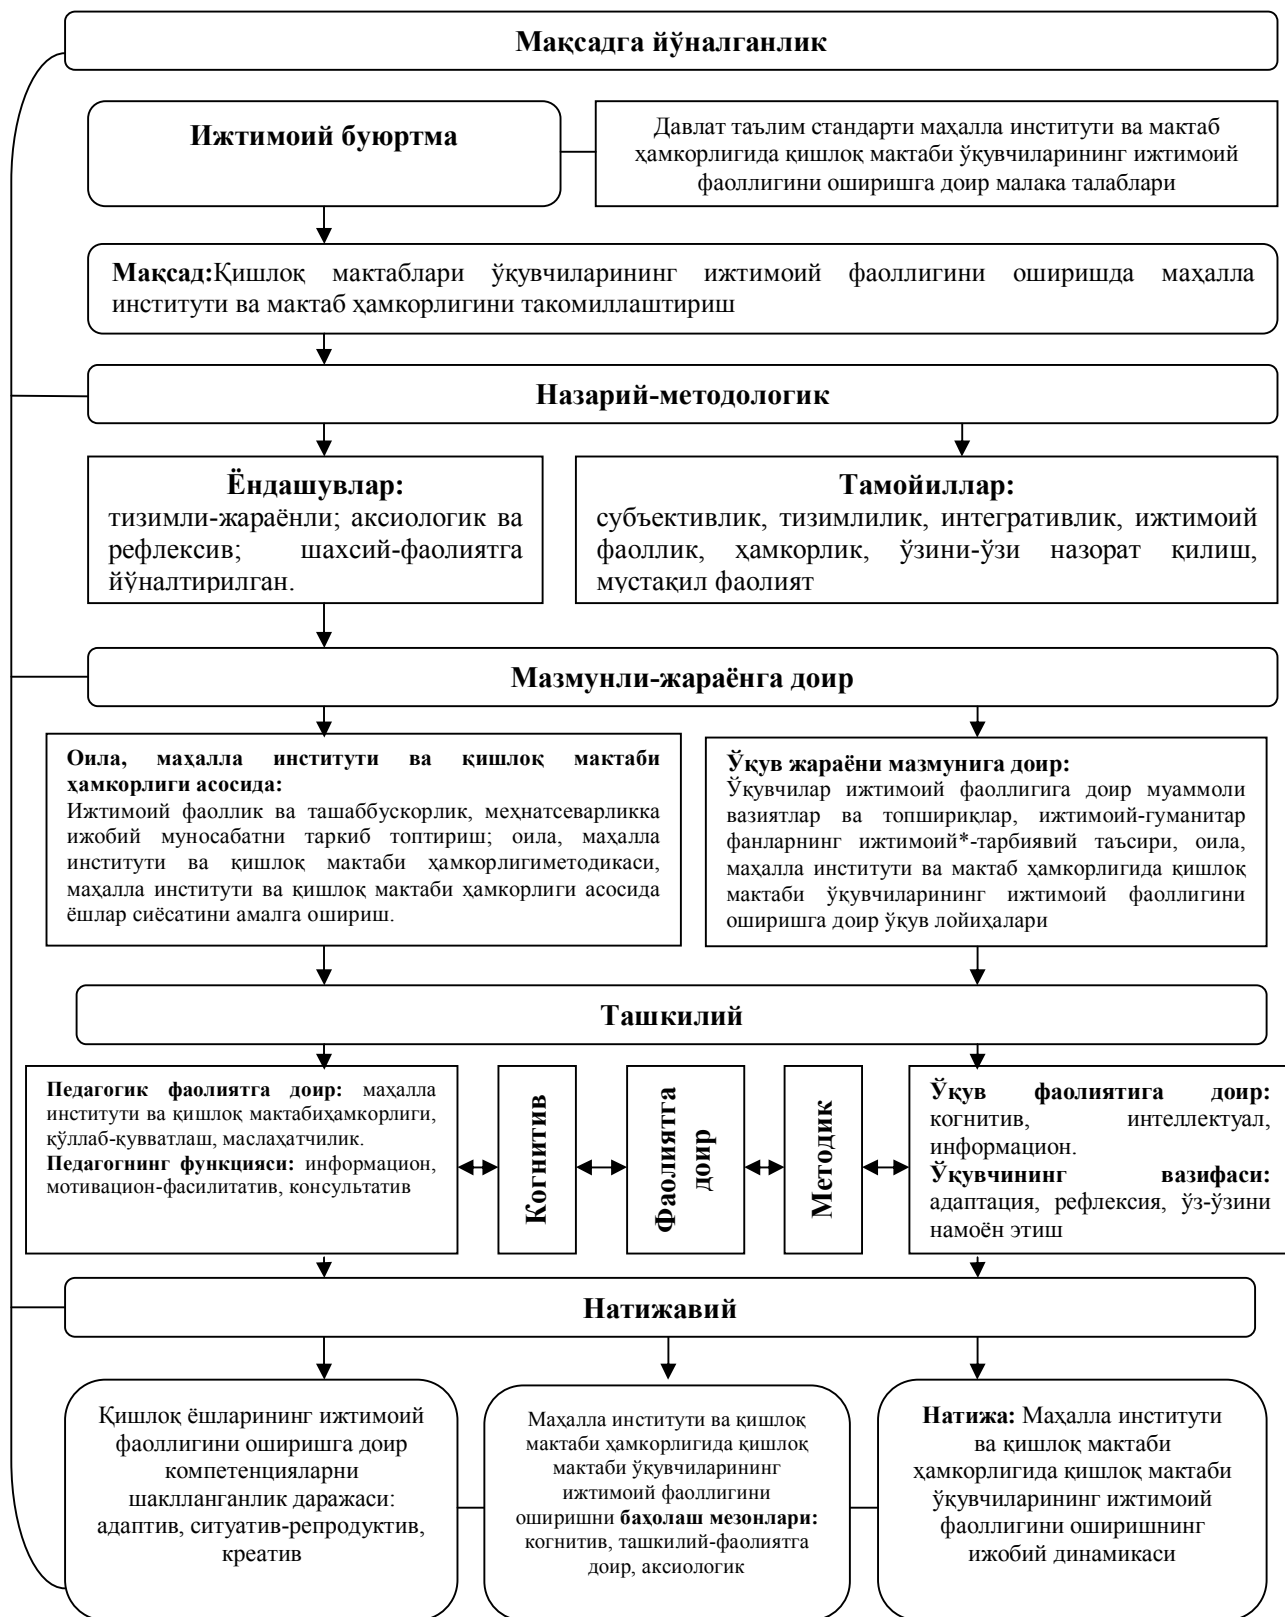 Мақсадга йўналганлик
Ижтимоий буюртма
Давлат таълим стандарти маҳалла институти ва мактаб
ҳамкорлигида қишлоқ мактаби ўқувчиларининг ижтимоий
фаоллигини оширишга доир малака талаблари
Мақсад:Қишлоқ мактаблари ўқувчиларининг ижтимоий фаоллигини оширишда маҳалла
институти ва мактаб ҳамкорлигини такомиллаштириш
Назарий-методологик
Ёндашувлар:
тизимли-жараёнли; аксиологик ва
рефлексив; шахсий-фаолиятга
йўналтирилган.
Тамойиллар:
субъективлик, тизимлилик, интегративлик, ижтимоий
фаоллик, ҳамкорлик, ўзини-ўзи назорат қилиш,
мустақил фаолият
Мазмунли-жараёнга доир
Оила, маҳалла институти ва қишлоқ мактаби
ҳамкорлиги асосида:
Ижтимоий фаоллик ва ташаббускорлик, меҳнатсеварликка
ижобий муносабатни таркиб топтириш; оила, маҳалла
институти ва қишлоқ мактаби ҳамкорлигиметодикаси,
маҳалла институти ва қишлоқ мактаби ҳамкорлиги асосида
ёшлар сиёсатини амалга ошириш.
Ўқув жараёни мазмунига доир:
Ўқувчилар ижтимоий фаоллигига доир муаммоли
вазиятлар ва топшириқлар, ижтимоий-гуманитар
фанларнинг ижтимоий*-тарбиявий таъсири, оила,
маҳалла институти ва мактаб ҳамкорлигида қишлоқ
мактаби ўқувчиларининг ижтимоий фаоллигини
оширишга доир ўқув лойиҳалари
Ташкилий
Педагогик фаолиятга доир: маҳалла
институти ва қишлоқ мактабиҳамкорлиги,
қўллаб-қувватлаш, маслаҳатчилик.
Педагогнинг функцияси: информацион,
мотивацион-фасилитатив, консультатив
Когнитив
Фаолиятга
доир
Методик
Ўқув фаолиятига доир:
когнитив, интеллектуал,
информацион.
Ўқувчининг вазифаси:
адаптация, рефлексия, ўз-ўзини
намоён этиш
Натижавий
Қишлоқ ёшларининг ижтимоий
фаоллигини оширишга доир
компетенцияларни
шаклланганлик даражаси:
адаптив, ситуатив-репродуктив,
креатив
Маҳалла институти ва қишлоқ
мактаби ҳамкорлигида қишлоқ
мактаби ўқувчиларининг
ижтимоий фаоллигини
оширишни баҳолаш мезонлари:
когнитив, ташкилий-фаолиятга
доир, аксиологик
Натижа: Маҳалла институти
ва қишлоқ мактаби
ҳамкорлигида қишлоқ мактаби
ўқувчиларининг ижтимоий
фаоллигини оширишнинг
ижобий динамикаси